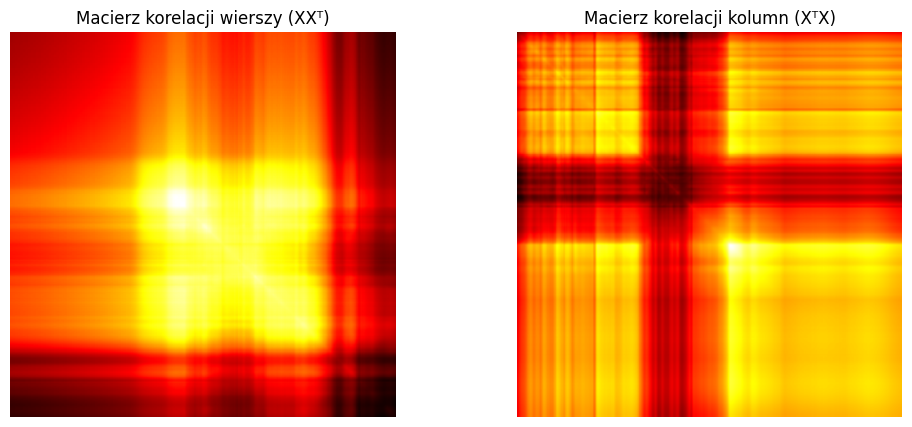 Macierz korelacji wierszy (XXᵀ)
Macierz korelacji kolumn (XᵀX)